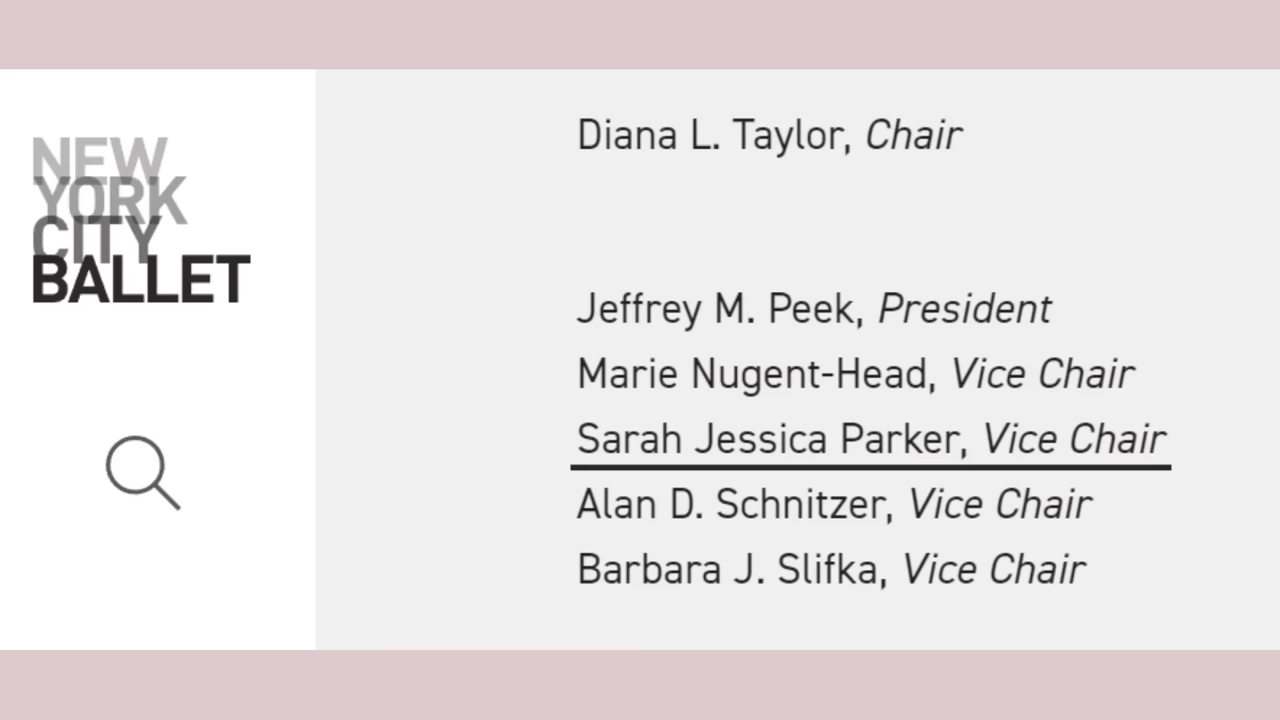 NEW
YORK
CITY
BALLET
Diana L. Taylor, Chair
Jeffrey M. Peek, President
Marie Nugent-Head, Vice Chair
Sarah Jessica Parker, Vice Chair
Alan D. Schnitzer, Vice Chair
Barbara J. Slifka, Vice Chair